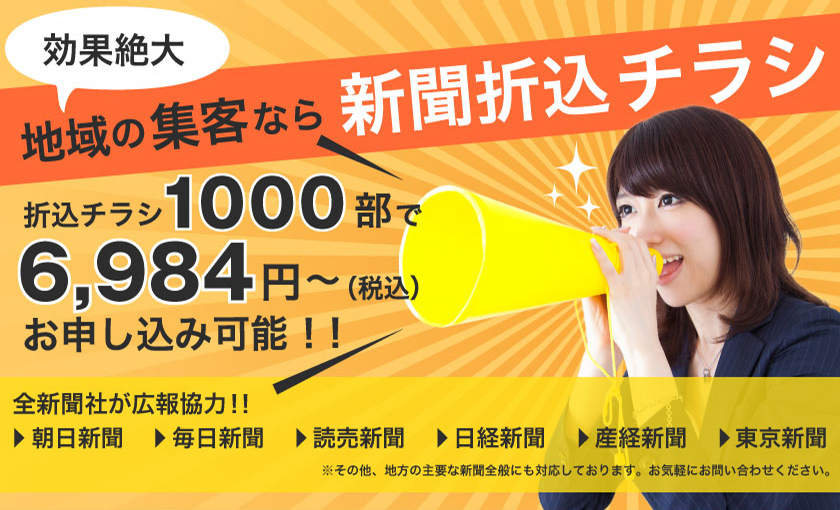 効果絶大
地域の集客なら 新聞折込チラシ
折込チラシ1000部で
6,984円～(税込)
お申し込み可能！！
全新聞社が広報協力！！
▶朝日新聞 ▶毎日新聞 ▶読売新聞 ▶日経新聞 ▶産経新聞 ▶東京新聞
※その他、地方の主要な新聞全般にも対応しております。お気軽にお問い合わせください。